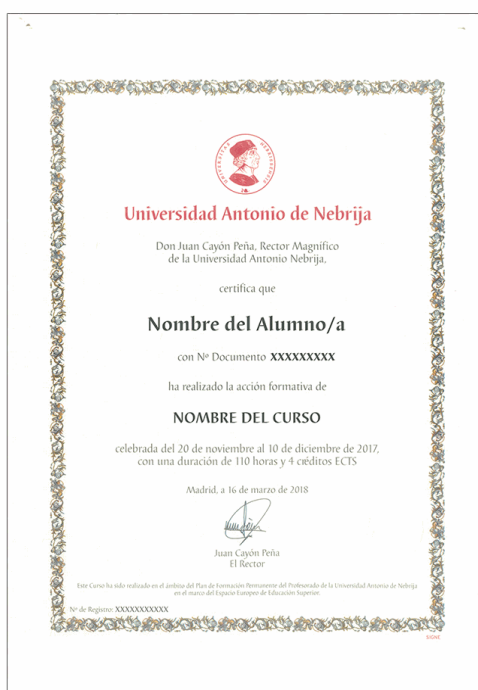 UNIVERSITAS NEBRISSENSIS
Universidad Antonio de Nebrija
Don Juan Cayón Peña, Rector Magnífico
de la Universidad Antonio Nebrija,
certifica que
Nombre del Alumno/a
con Nº Documento XXXXXXXXX
ha realizado la acción formativa de
NOMBRE DEL CURSO
celebrada del 20 de noviembre al 10 de diciembre de 2017,
con una duración de 110 horas y 4 créditos ECTS
Madrid, a 16 de marzo de 2018
Juan Cayón Peña
El Rector
Este Curso ha sido realizado en el ámbito del Plan de Formación Permanente del Profesorado de la Universidad Antonio de Nebrija
en el marco del Espacio Europeo de Educación Superior.
Nº de Registro: XXXXXXXXXXX
SIGNE